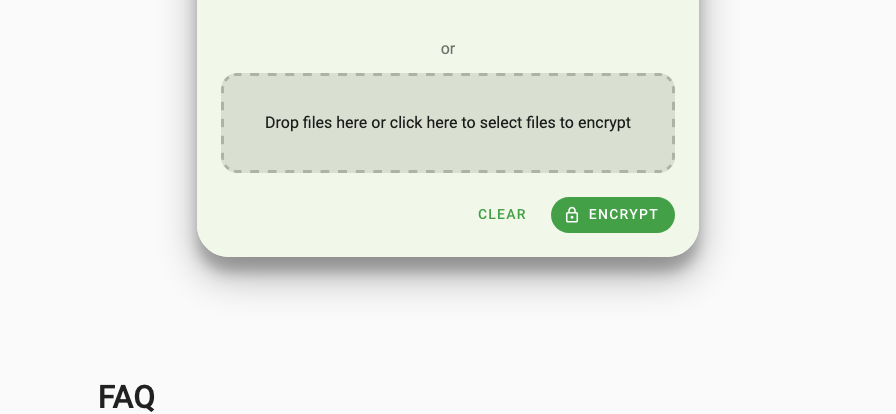 or
Drop files here or click here to select files to encrypt
CLEAR
ENCRYPT
FAQ